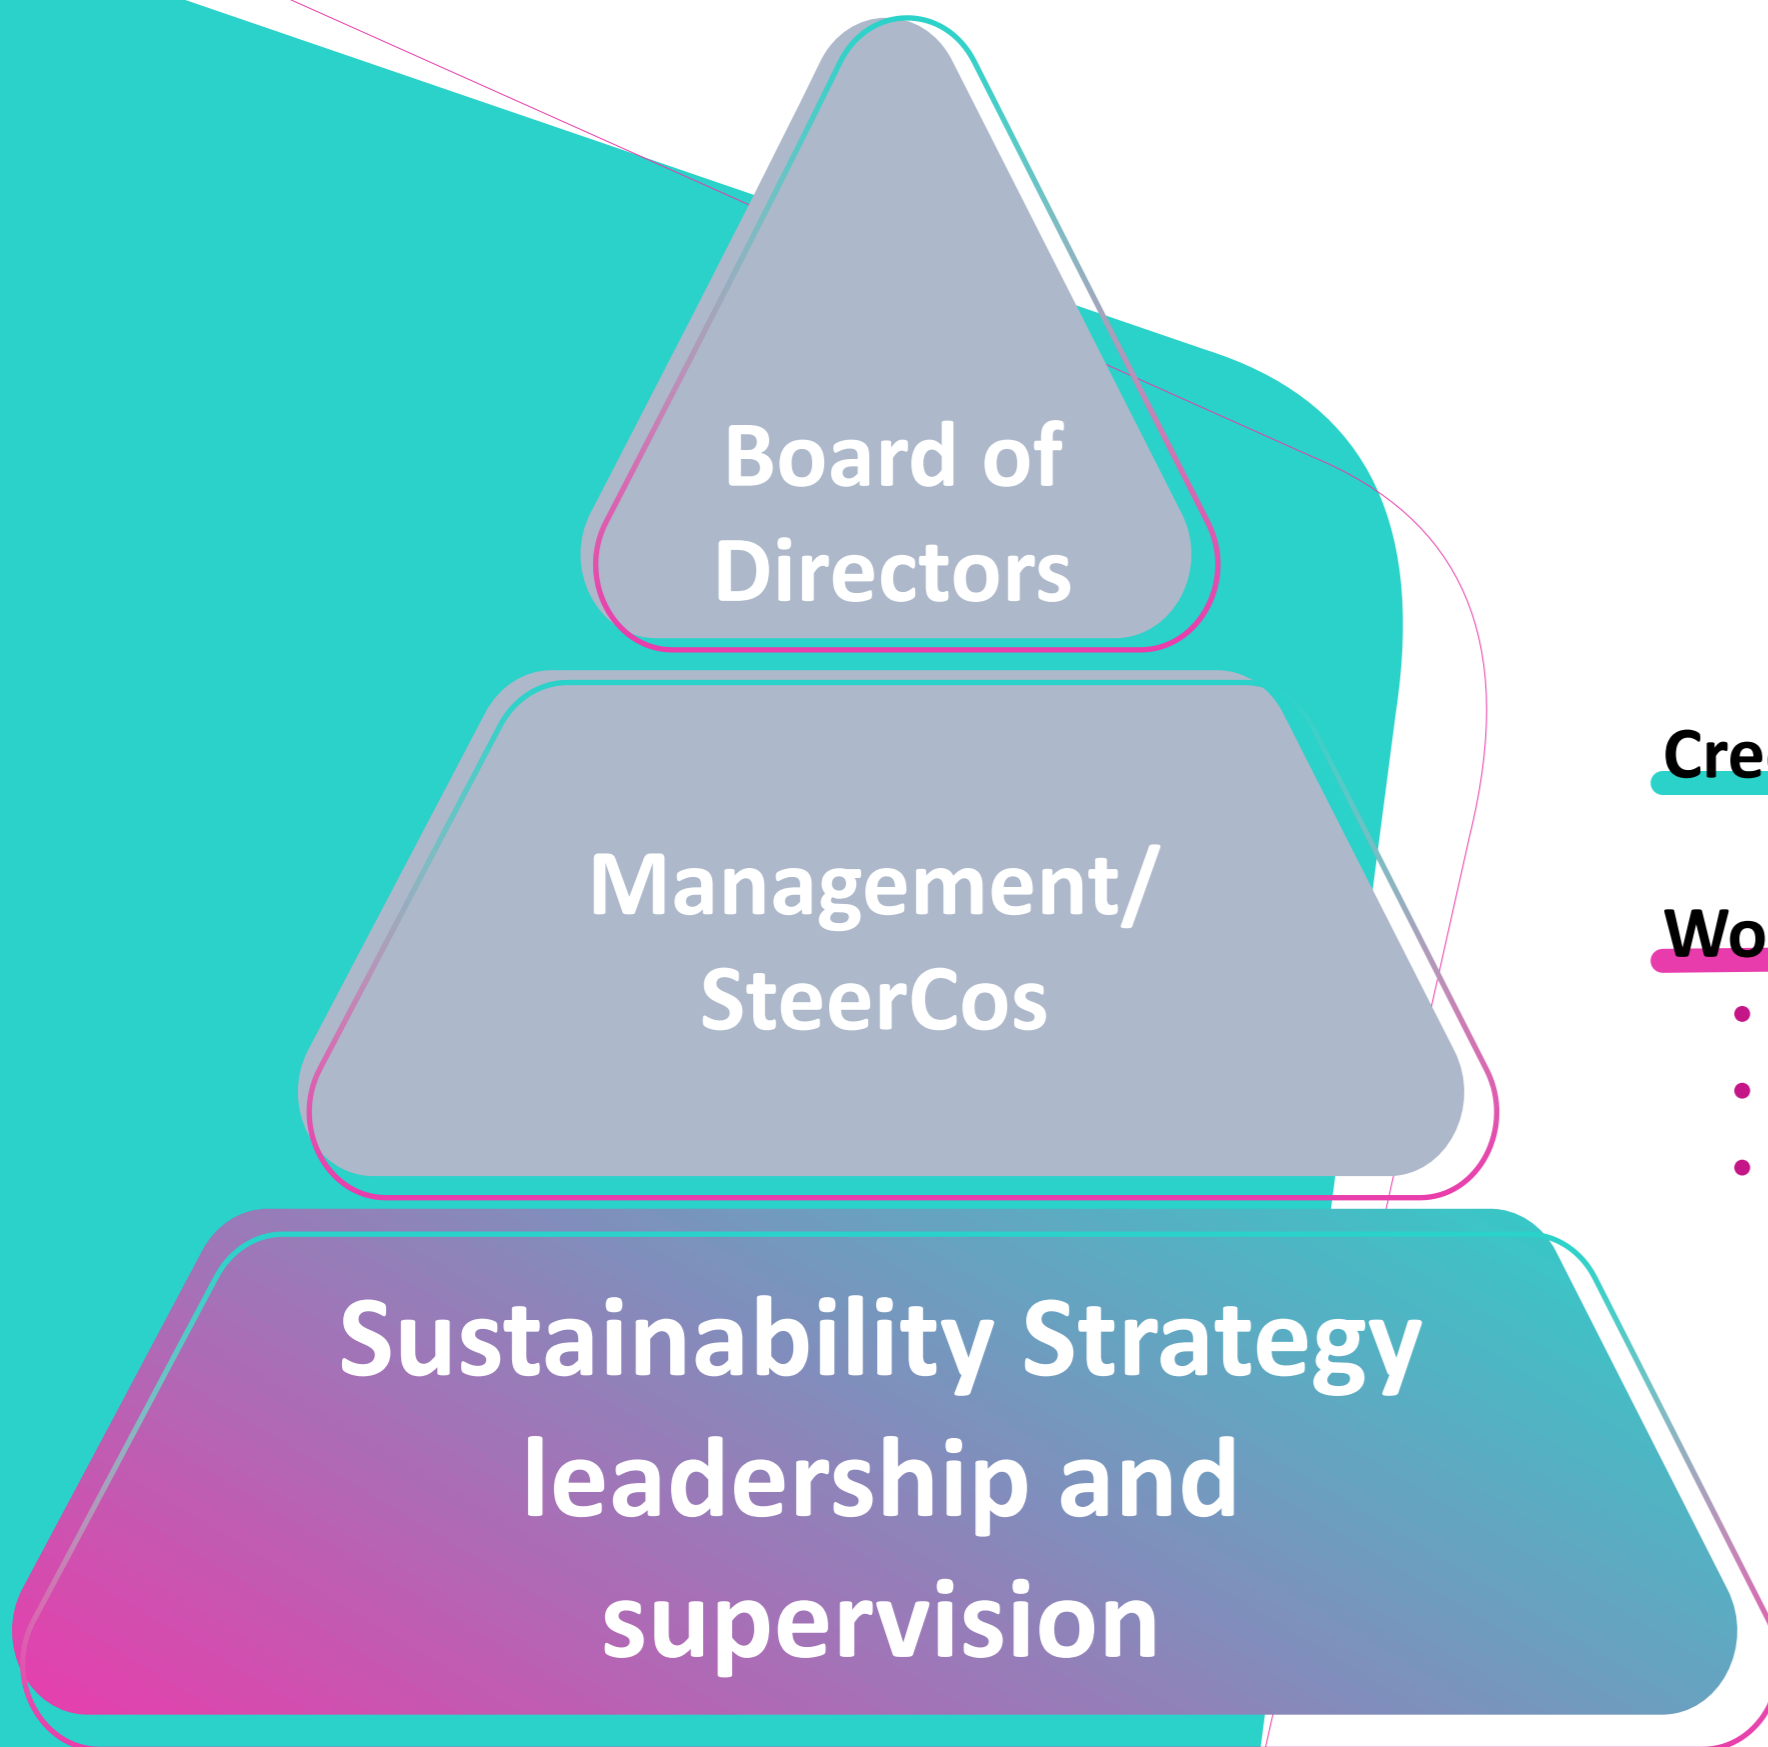 Board of
Directors
Management/
SteerCos
Sustainability Strategy
leadership and
supervision